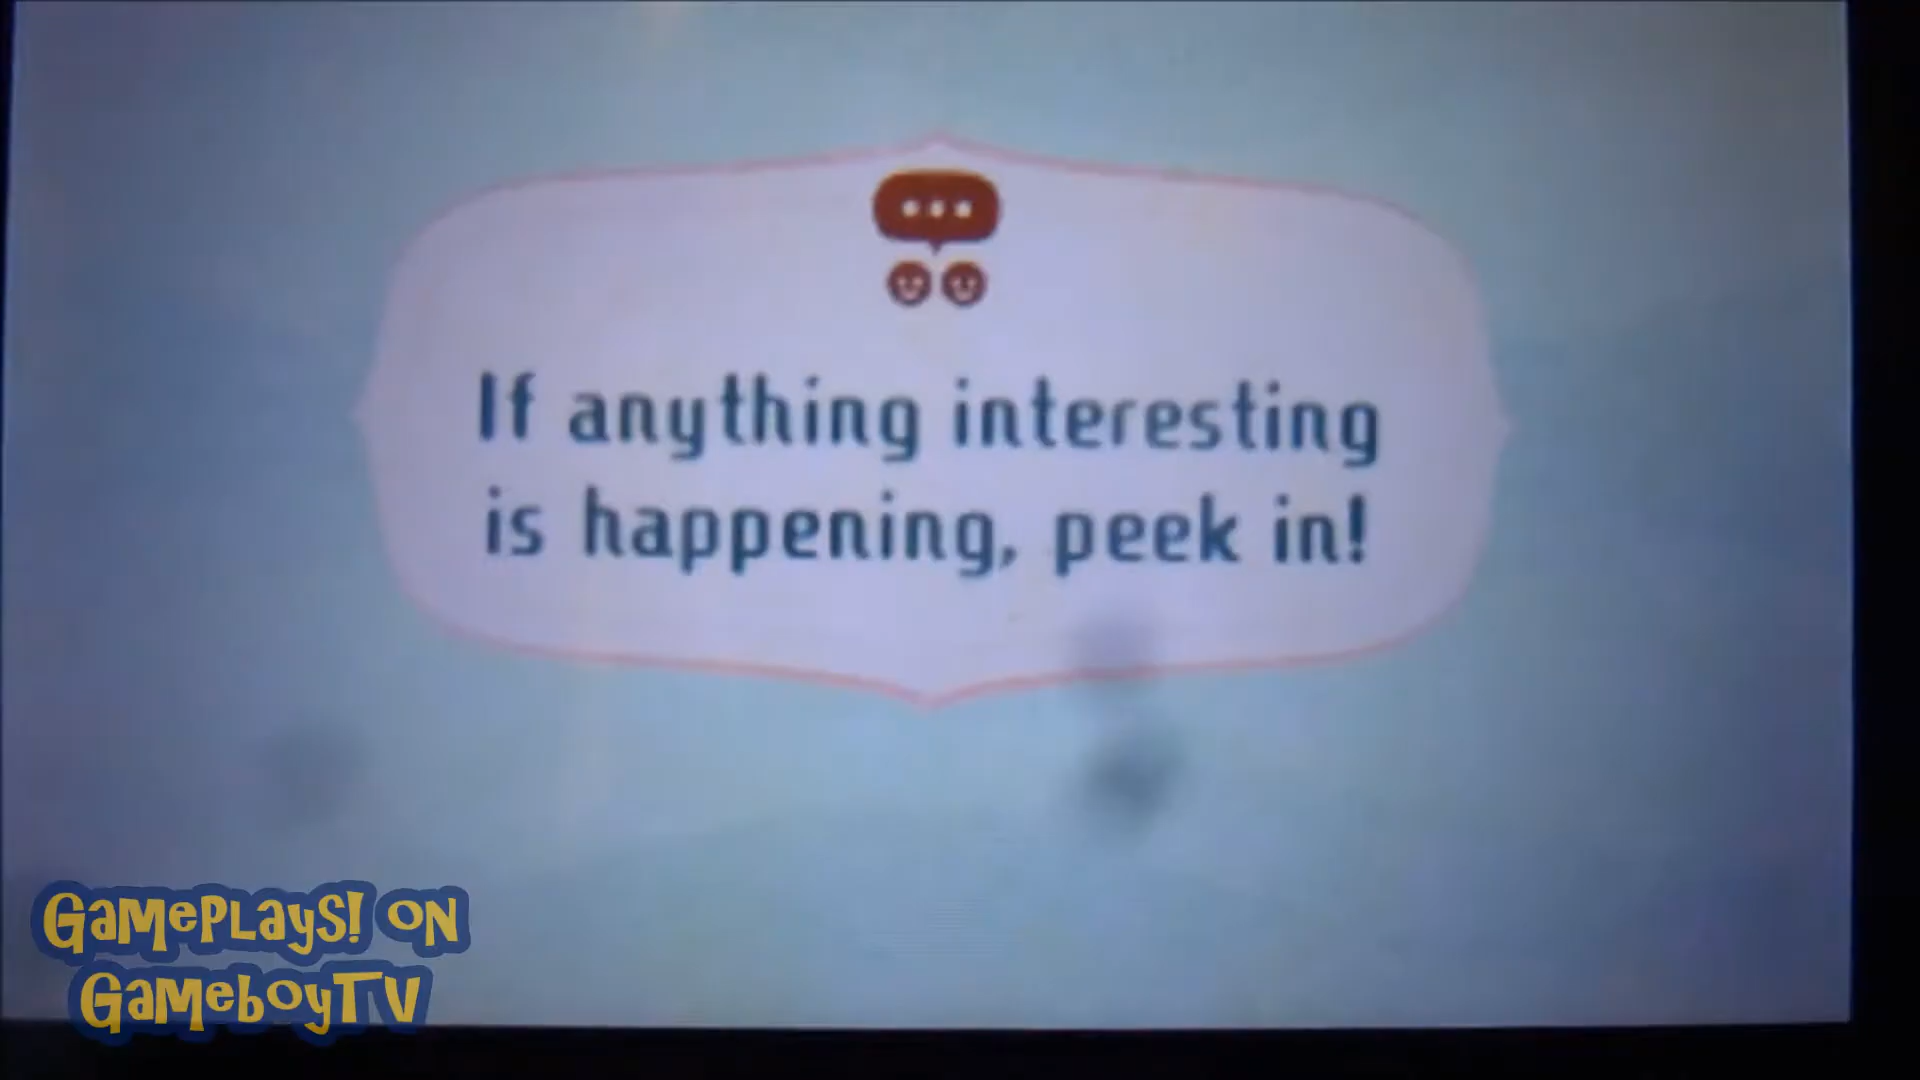 If anything interesting
is happening, peek in!
GamePLays! on
GameboyTV